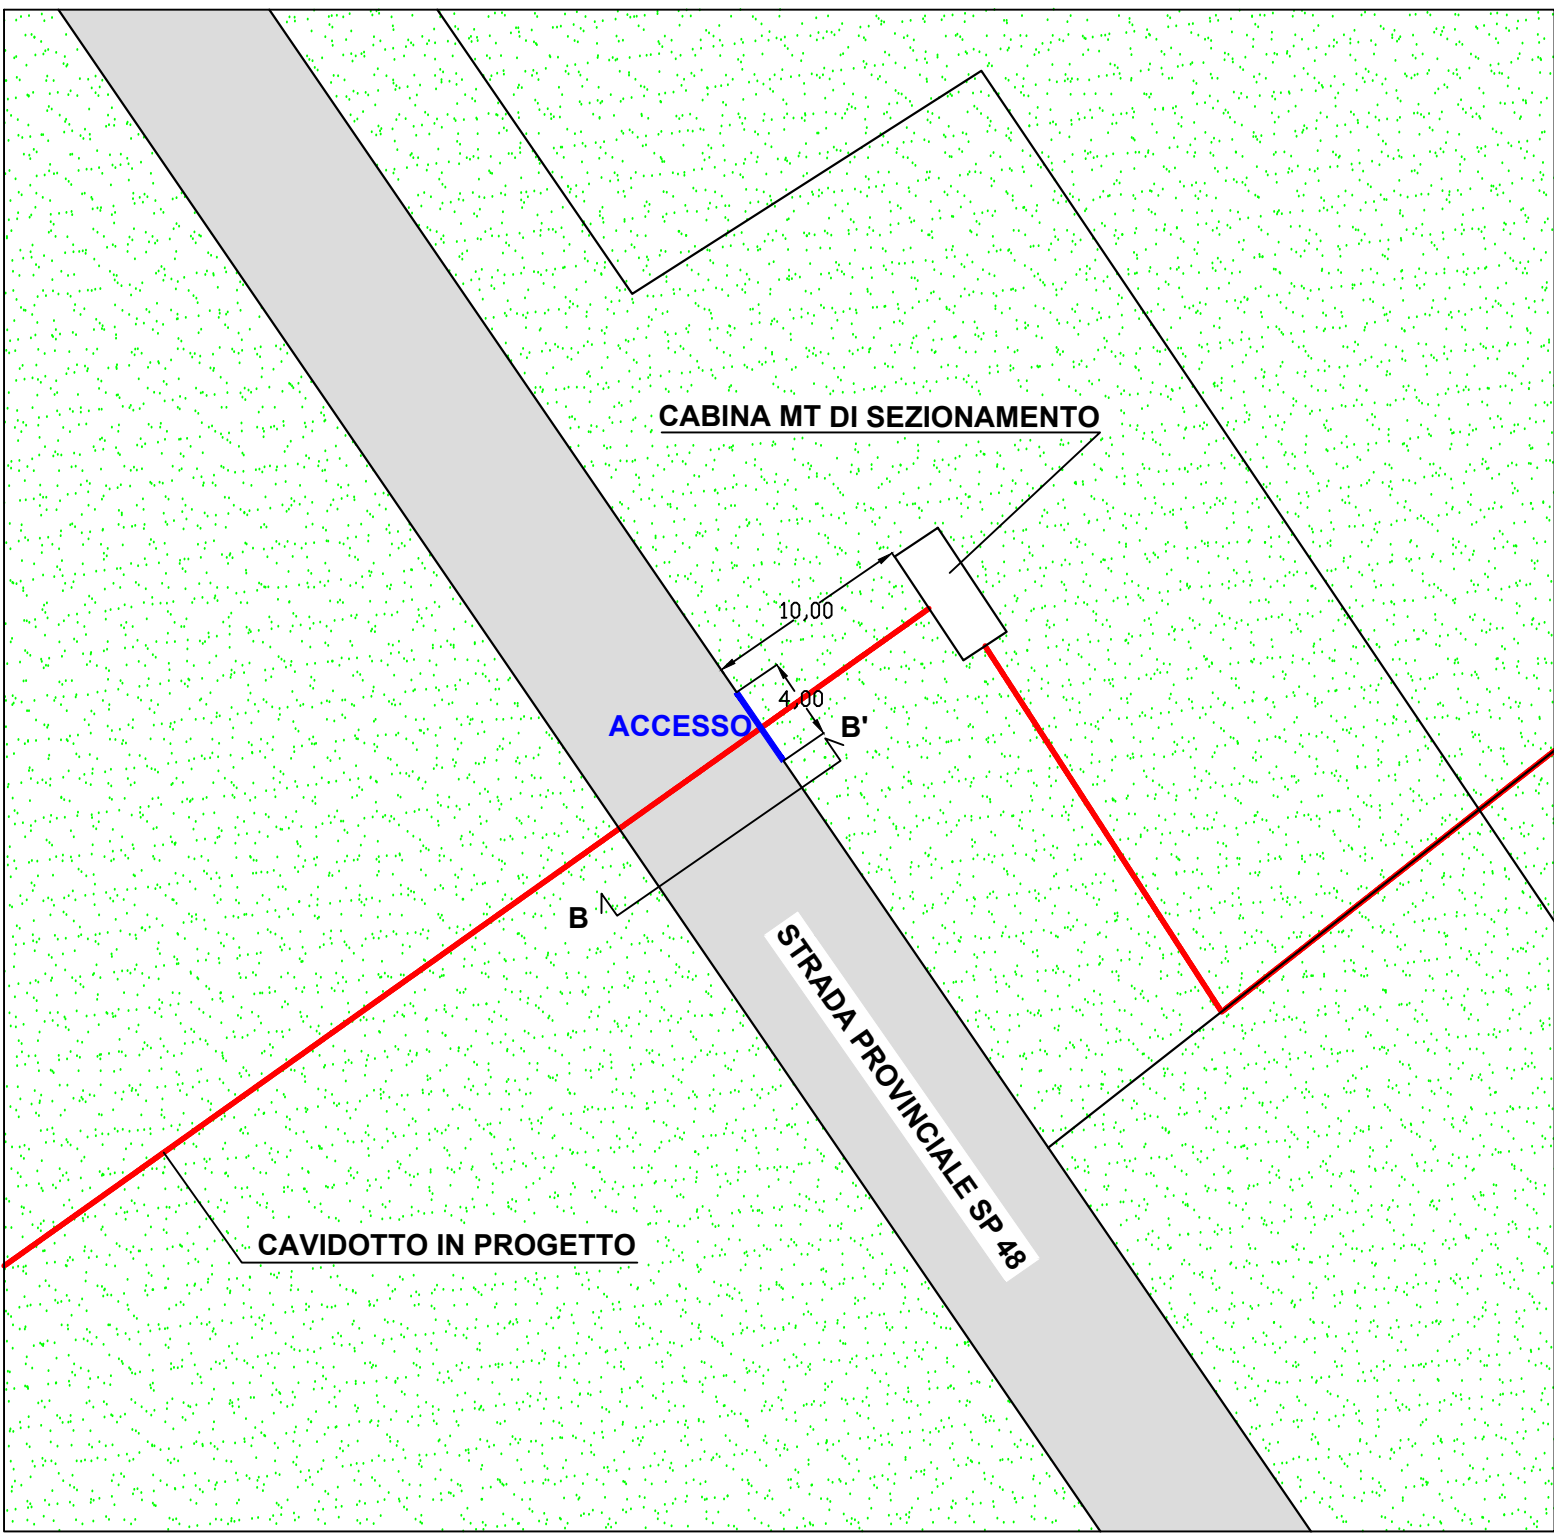 CABINA MT DI SEZIONAMENTO
10,00
4,00
ACCESSO
B'
B
STRADA PROVINCIALE SP 48
CAVIDOTTO IN PROGETTO